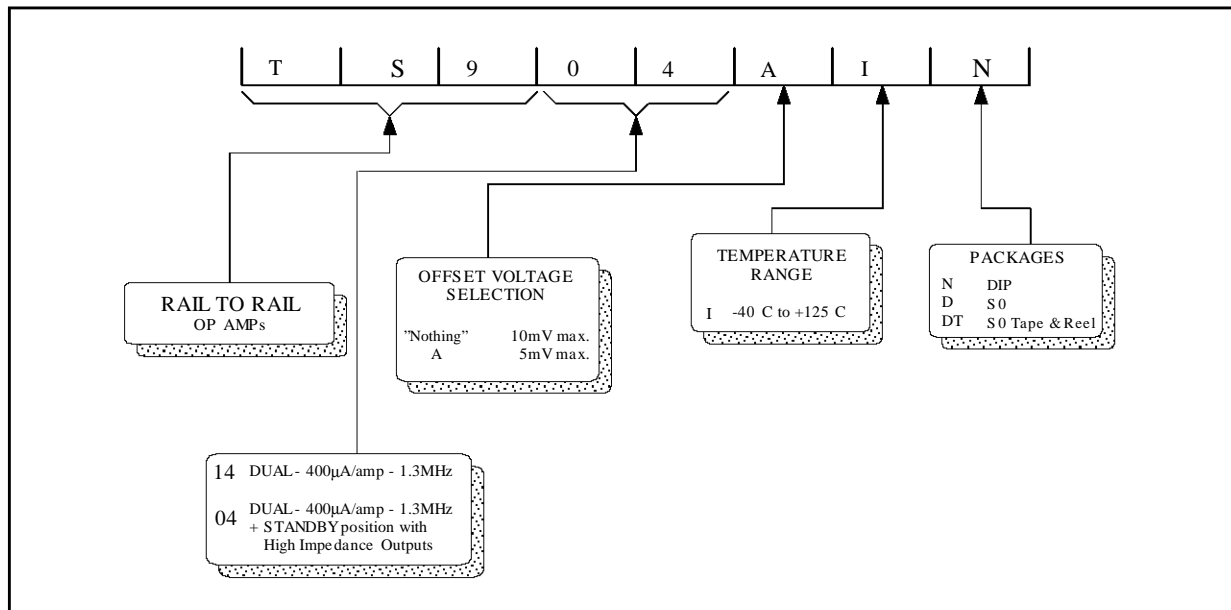 T S 9 0 4 A I N
RAIL TO RAIL
OP AMPs
OFFSET VOLTAGE
SELECTION
"Nothing" 10mV max.
A 5mV max.
TEMPERATURE
RANGE
I -40 C to +125 C
PACKAGES
N DIP
D S0
DT S0 Tape & Reel
14 DUAL - 400µA/amp - 1.3MHz
04 DUAL - 400µA/amp - 1.3MHz
+ STANDBY position with
High Impedance Outputs